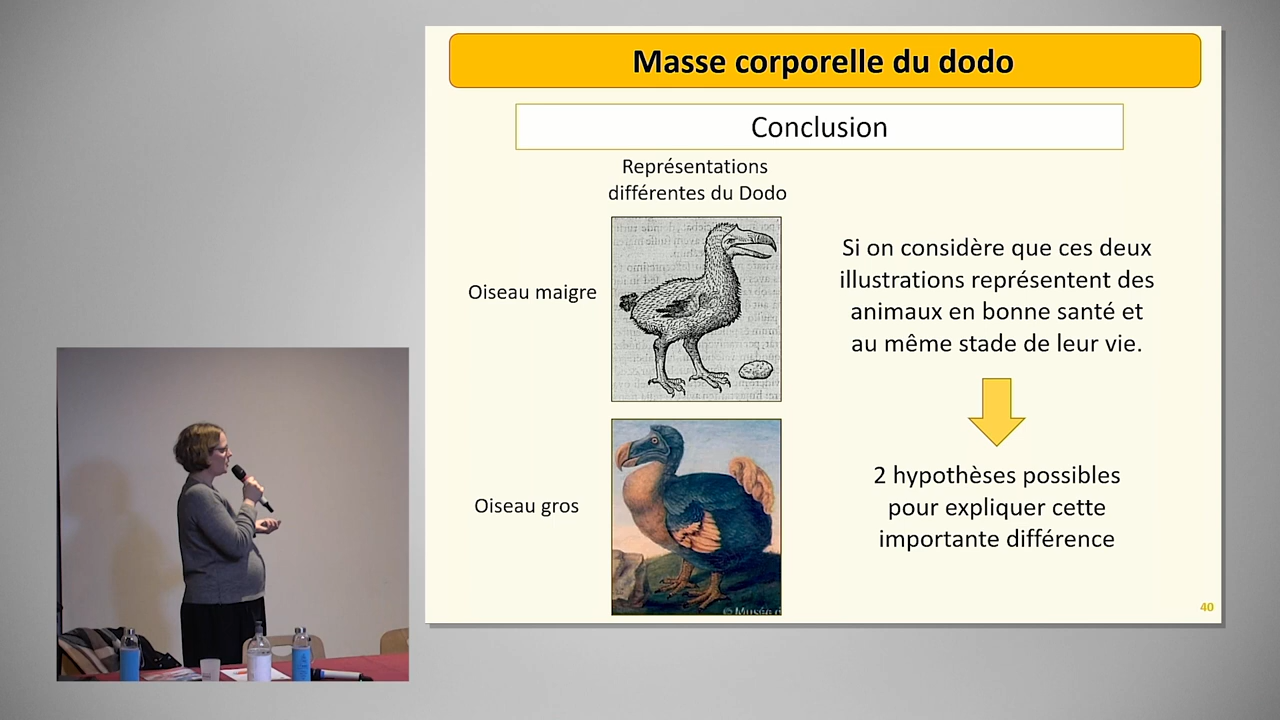 Masse corporelle du dodo
Conclusion
Représentations
différentes du Dodo
Oiseau maigre
Oiseau gros
Si on considère que ces deux
illustrations représentent des
animaux en bonne santé et
au même stade de leur vie.
2 hypothèses possibles
pour expliquer cette
importante différence
© Musée
40